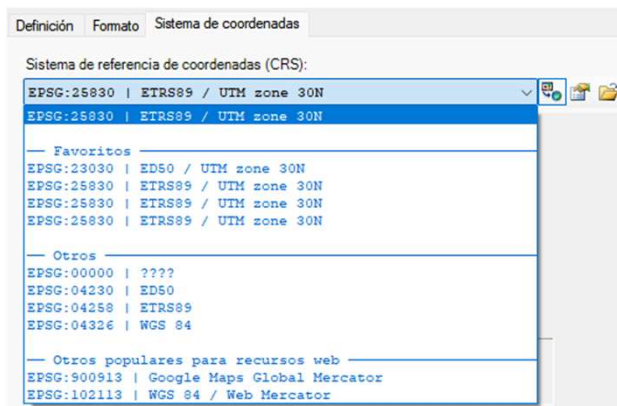 Definición Formato Sistema de coordenadas
Sistema de referencia de coordenadas (CRS):
EPSG:25830 | ETRS89 / UTM zone 30N
EPSG:25830 | ETRS89 / UTM zone 30N
Favoritos
EPSG:23030 | ED50 / UTM zone 30N
EPSG:25830 | ETRS89 / UTM zone 30N
EPSG:25830 | ETRS89 / UTM zone 30N
EPSG:25830 | ETRS89 / UTM zone 30N
Otros
EPSG:00000 | ????
EPSG:04230 | ED50
EPSG:04258 | ETRS89
EPSG:04326 | WGS 84
Otros populares para recursos web
EPSG:900913 | Google Maps Global Mercator
EPSG:102113 | WGS 84 / Web Mercator